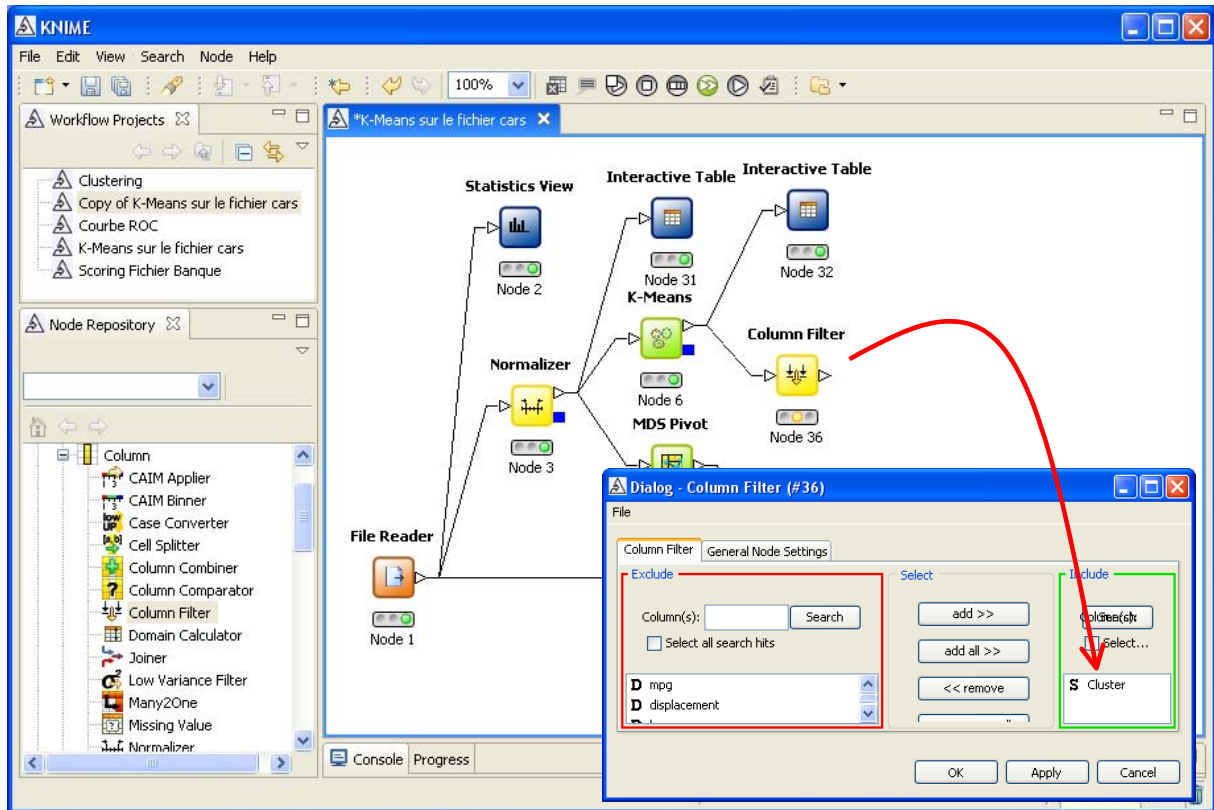 KNIME
File Edit View Search Node Help
100%
Workflow Projects
Clustering
Copy of K-Means sur le fichier cars
Courbe ROC
K-Means sur le fichier cars
Scoring Fichier Banque
Node Repository
Column
CAIM Applier
CAIM Binner
Case Converter
Cell Splitter
Column Combiner
Column Comparator
Column Filter
Domain Calculator
Joiner
Low Variance Filter
Many2One
Missing Value
Normalizer
*K-Means sur le fichier cars
Statistics View
Node 2
Interactive Table
Node 31
Interactive Table
Node 32
K-Means
Node 6
Column Filter
Node 36
Normalizer
Node 3
MDS Pivot
File Reader
Node 1
Console Progress
Dialog - Column Filter (#36)
File
Column Filter General Node Settings
Exclude
Column(s): Search
Select all search hits
D mpg
D displacement
Select
add >>
add all >>
<< remove
Include
Select...
S Cluster
OK Apply Cancel